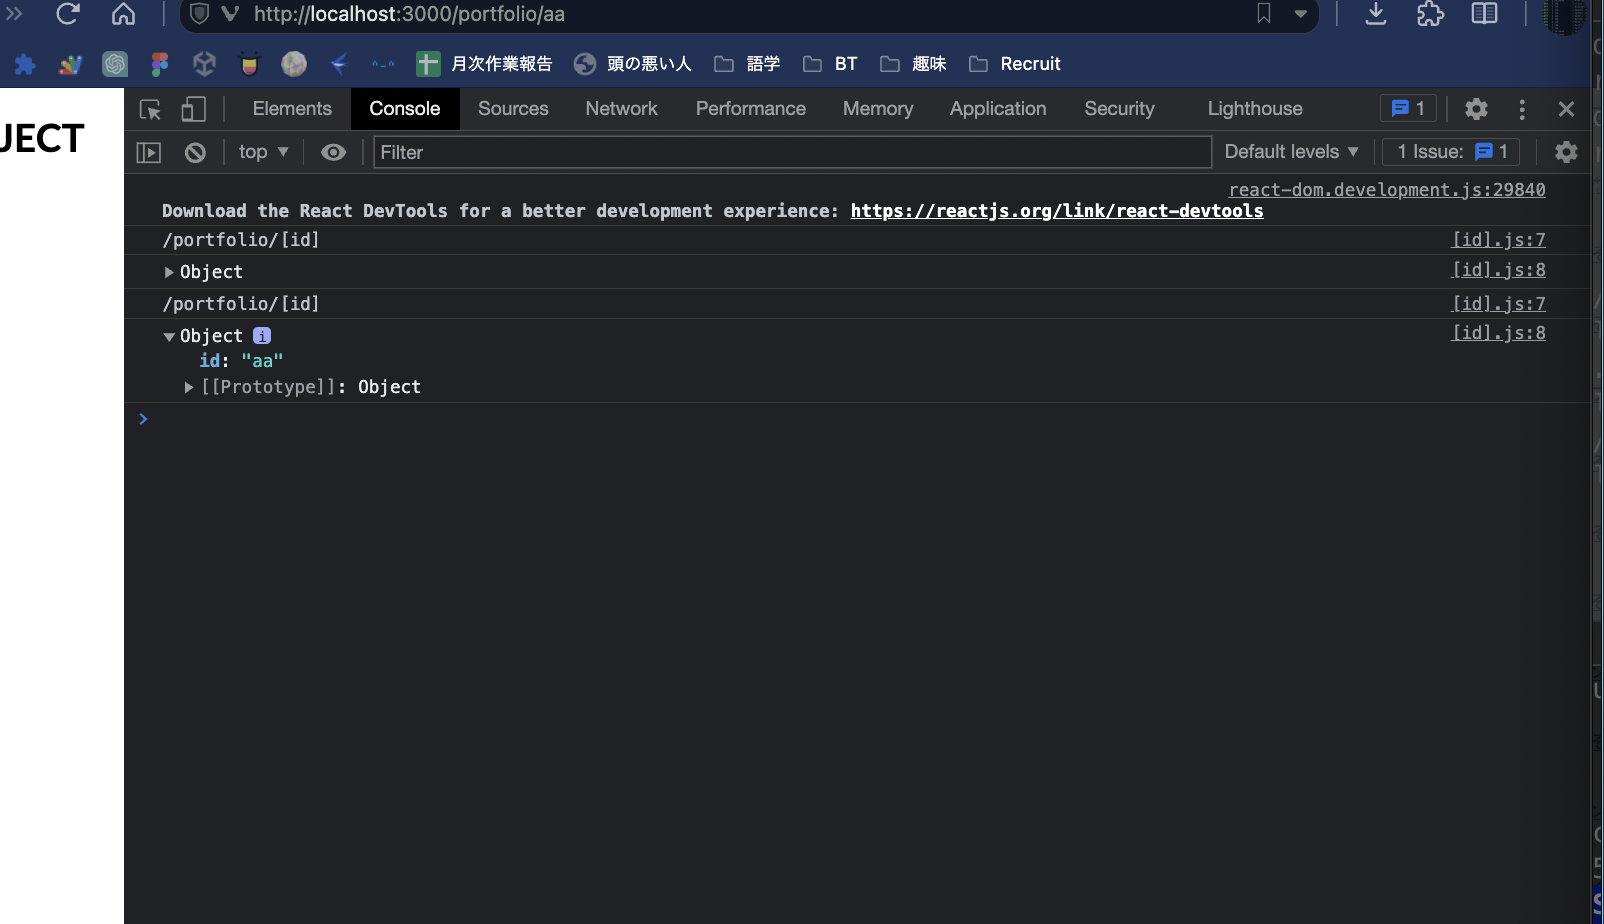 http://localhost:3000/portfolio/aa
月次作業報告 頭の悪い人 語学 BT 趣味 Recruit
JECT
Elements Console Sources Network Performance Memory Application Security Lighthouse 1
top ▼ Filter Default levels ▼ 1 Issue: 1
react-dom.development.js:29840
Download the React DevTools for a better development experience: https://reactjs.org/link/react-devtools
/portfolio/[id] [id].js:7
Object [id].js:8
/portfolio/[id] [id].js:7
Object i [id].js:8
id: "aa"
[[Prototype]]: Object